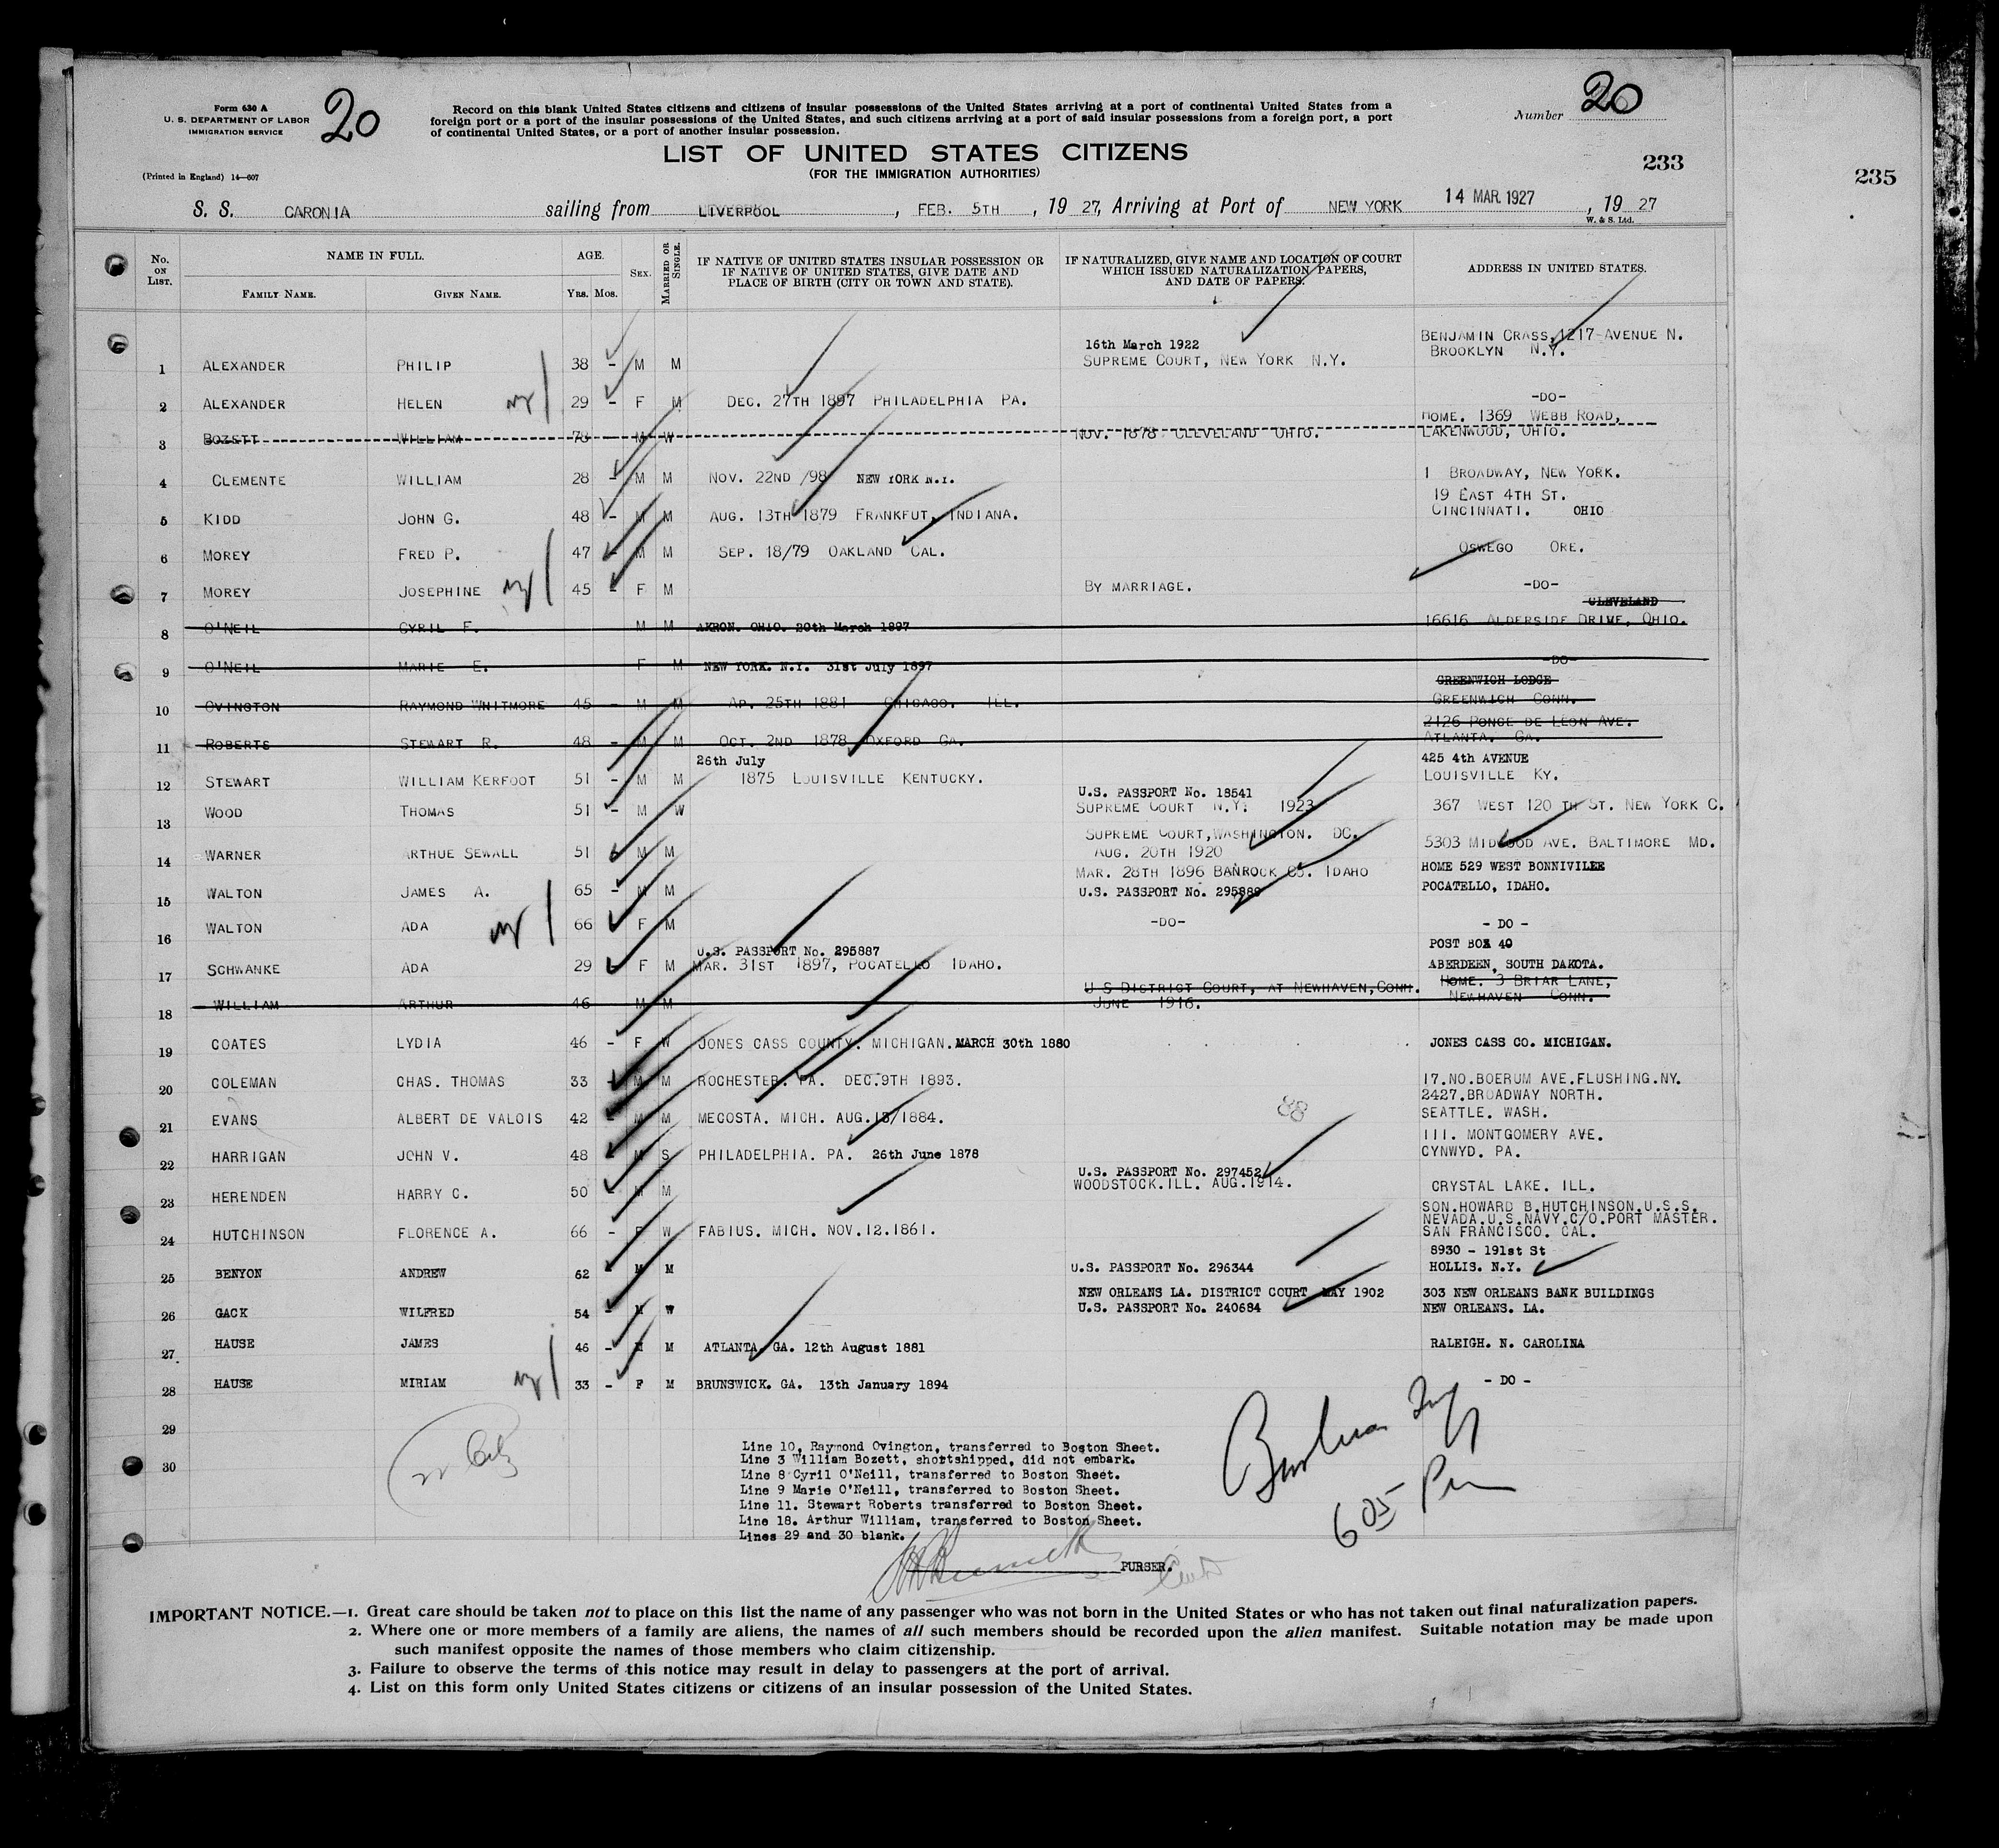 Form 630 A
U. S. DEPARTMENT OF LABOR
IMMIGRATION SERVICE
20
Record on this blank United States citizens and citizens of insular possessions of the United States arriving at a port of continental United States from a
foreign port or a port of the insular possessions of the United States, and such citizens arriving at a port of said insular possessions from a foreign port, a port
of continental United States, or a port of another insular possession.
Number 20
LIST OF UNITED STATES CITIZENS
(FOR THE IMMIGRATION AUTHORITIES)
(Printed in England) 14—607
233
235
S. S. CARONIA sailing from LIVERPOOL, FEB. 5TH, 19 27, Arriving at Port of NEW YORK 14 MAR. 1927, 19 27
W. & S. Ltd.
No. ON LIST.
NAME IN FULL.
FAMILY NAME. GIVEN NAME.
AGE.
YRS. MOS.
SEX.
MARRIED OR SINGLE.
IF NATIVE OF UNITED STATES INSULAR POSSESSION OR
IF NATIVE OF UNITED STATES, GIVE DATE AND
PLACE OF BIRTH (CITY OR TOWN AND STATE).
IF NATURALIZED, GIVE NAME AND LOCATION OF COURT
WHICH ISSUED NATURALIZATION PAPERS,
AND DATE OF PAPERS.
ADDRESS IN UNITED STATES.
1 ALEXANDER PHILIP 38 - M M 16th March 1922 SUPREME COURT, NEW YORK N.Y. BENJAMIN CRASS, 1217-AVENUE N. BROOKLYN N.Y.
2 ALEXANDER HELEN 29 - F M DEC. 27TH 1897 PHILADELPHIA PA. -DO-
3 BOZETT WILLIAM 78 - M W NOV. 1878 CLEVELAND OHIO. HOME. 1369 WEBB ROAD, LAKENWOOD, OHIO.
4 CLEMENTE WILLIAM 28 - M M NOV. 22ND /98 NEW YORK N.Y. 1 BROADWAY, NEW YORK.
5 KIDD JOHN G. 48 - M M AUG. 13TH 1879 FRANKFUT, INDIANA. 19 EAST 4TH ST. CINCINNATI. OHIO
6 MOREY FRED P. 47 - M M SEP. 18/79 OAKLAND CAL. OSWEGO ORE.
7 MOREY JOSEPHINE 45 - F M BY MARRIAGE. -DO-
8 O'NEIL CYRIL F. M M AKRON. OHIO. 20th March 1897 CLEVELAND 16616 ALDERSIDE DRIVE, OHIO.
9 O'NEIL MARIE E. F M NEW YORK. N.Y. 31st July 1897 -DO-
10 OVINGTON RAYMOND WHITMORE 45 - M M AP. 25TH 1881 CHICAGO. ILL. GREENWICH LODGE GREENWICH CONN.
11 ROBERTS STEWART R. 48 - M M OCT. 2ND 1878 OXFORD GA. 2126 PONCE DE LEON AVE. ATLANTA. GA.
12 STEWART WILLIAM KERFOOT 51 - M M 26th July 1875 LOUISVILLE KENTUCKY. 425 4th AVENUE LOUISVILLE KY.
13 WOOD THOMAS 51 - M W U.S. PASSPORT No. 18541 SUPREME COURT N.Y. 1923 367 WEST 120 TH ST. NEW YORK C.
14 WARNER ARTHUE SEWALL 51 - M M SUPREME COURT, WASHINGTON. DC. AUG. 20TH 1920 5303 MIDWOOD AVE. BALTIMORE MD.
15 WALTON JAMES A. 65 - M M MAR. 28TH 1896 BANROCK CO. IDAHO U.S. PASSPORT No. 295888 HOME 529 WEST BONNIVILEE POCATELLO, IDAHO.
16 WALTON ADA 66 F M -DO- - DO -
17 SCHWANKE ADA 29 F M U.S. PASSPORT No. 295887 MAR. 31ST 1897, POCATELLO IDAHO. POST BOX 40 ABERDEEN, SOUTH DAKOTA.
18 WILLIAM ARTHUR 46 M M U S DISTRICT COURT, AT NEWHAVEN, CONN. JUNE 1916. HOME. 3 BRIAR LANE, NEWHAVEN CONN.
19 COATES LYDIA 46 - F W JONES CASS COUNTY. MICHIGAN. MARCH 30th 1880 JONES CASS CO. MICHIGAN.
20 COLEMAN CHAS. THOMAS 33 - M M ROCHESTER. PA. DEC. 9TH 1893. 17. NO. BOERUM AVE. FLUSHING. NY.
21 EVANS ALBERT DE VALOIS 42 - M M MECOSTA. MICH. AUG. 13/1884. 2427. BROADWAY NORTH. SEATTLE. WASH.
22 HARRIGAN JOHN V. 48 - M S PHILADELPHIA. PA. 26th June 1878 111. MONTGOMERY AVE. CYNWYD. PA.
23 HERENDEN HARRY C. 50 - M M U.S. PASSPORT No. 297452 WOODSTOCK. ILL. AUG. 1914. CRYSTAL LAKE. ILL.
24 HUTCHINSON FLORENCE A. 66 - F W FABIUS. MICH. NOV. 12. 1861. SON. HOWARD B. HUTCHINSON. U.S.S. NEVADA. U.S. NAVY. C/O. PORT MASTER. SAN FRANCISCO. CAL.
25 BENYON ANDREW 62 - M M U.S. PASSPORT No. 296344 8930 - 191st St HOLLIS. N.Y.
26 GACK WILFRED 54 - M W NEW ORLEANS LA. DISTRICT COURT MAY 1902 U.S. PASSPORT No. 240684 303 NEW ORLEANS BANK BUILDINGS NEW ORLEANS. LA.
27 HAUSE JAMES 46 - M M ATLANTA, GA. 12th August 1881 RALEIGH. N. CAROLINA
28 HAUSE MIRIAM 33 - F M BRUNSWICK. GA. 13th January 1894 - DO -
29
30
88
Line 10, Raymond Ovington, transferred to Boston Sheet.
Line 3 William Bozett, shortshipped, did not embark.
Line 8 Cyril O'Neill, transferred to Boston Sheet.
Line 9 Marie O'Neill, transferred to Boston Sheet.
Line 11. Stewart Roberts transferred to Boston Sheet.
Line 18. Arthur William, transferred to Boston Sheet.
Lines 29 and 30 blank.
605
PURSER.
IMPORTANT NOTICE.—1. Great care should be taken not to place on this list the name of any passenger who was not born in the United States or who has not taken out final naturalization papers.
2. Where one or more members of a family are aliens, the names of all such members should be recorded upon the alien manifest. Suitable notation may be made upon
such manifest opposite the names of those members who claim citizenship.
3. Failure to observe the terms of this notice may result in delay to passengers at the port of arrival.
4. List on this form only United States citizens or citizens of an insular possession of the United States.